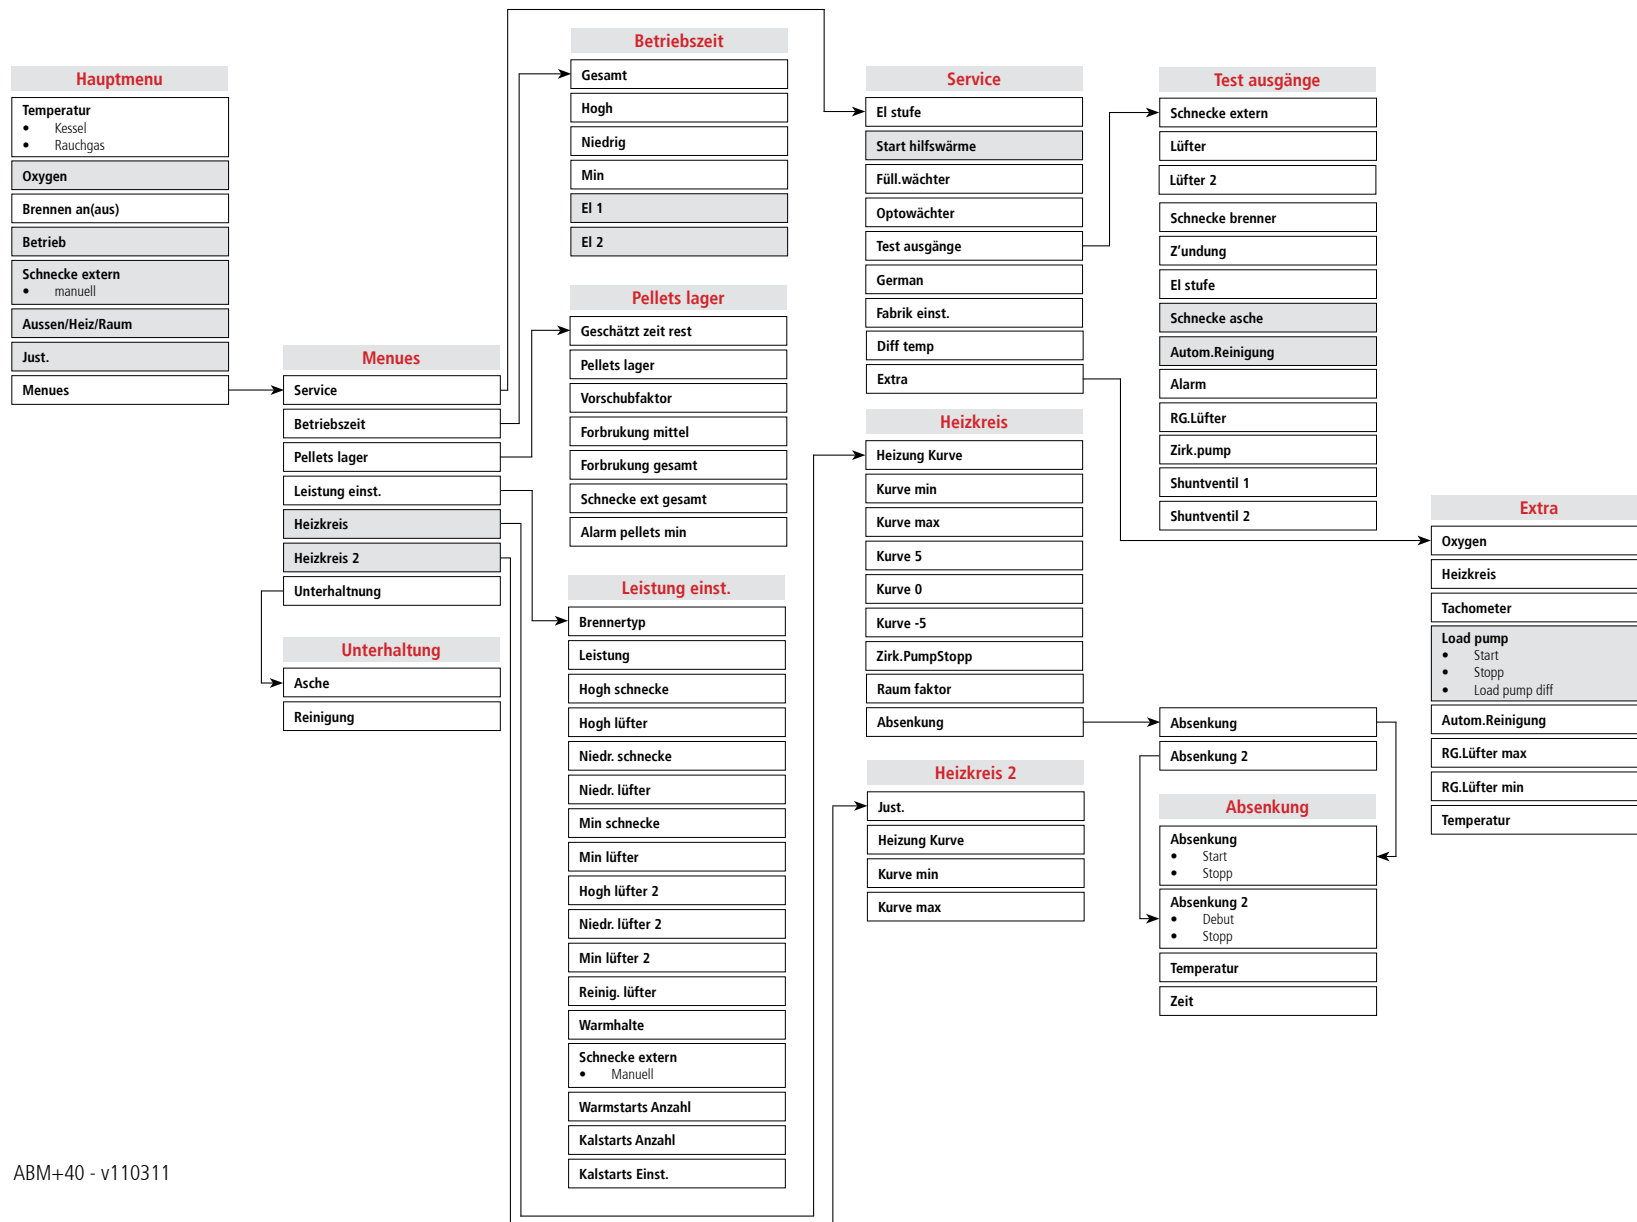 Hauptmenu
Temperatur
• Kessel
• Rauchgas
Oxygen
Brennen an(aus)
Betrieb
Schnecke extern
• manuell
Aussen/Heiz/Raum
Just.
Menues
Menues
Service
Betriebszeit
Pellets lager
Leistung einst.
Heizkreis
Heizkreis 2
Unterhaltnung
Unterhaltung
Asche
Reinigung
Betriebszeit
Gesamt
Hogh
Niedrig
Min
El 1
El 2
Pellets lager
Geschätzt zeit rest
Pellets lager
Vorschubfaktor
Forbrukung mittel
Forbrukung gesamt
Schnecke ext gesamt
Alarm pellets min
Leistung einst.
Brennertyp
Leistung
Hogh schnecke
Hogh lüfter
Niedr. schnecke
Niedr. lüfter
Min schnecke
Min lüfter
Hogh lüfter 2
Niedr. lüfter 2
Min lüfter 2
Reinig. lüfter
Warmhalte
Schnecke extern
• Manuell
Warmstarts Anzahl
Kalstarts Anzahl
Kalstarts Einst.
Service
El stufe
Start hilfswärme
Füll.wächter
Optowächter
Test ausgänge
German
Fabrik einst.
Diff temp
Extra
Heizkreis
Heizung Kurve
Kurve min
Kurve max
Kurve 5
Kurve 0
Kurve -5
Zirk.PumpStopp
Raum faktor
Absenkung
Heizkreis 2
Just.
Heizung Kurve
Kurve min
Kurve max
Test ausgänge
Schnecke extern
Lüfter
Lüfter 2
Schnecke brenner
Z'undung
El stufe
Schnecke asche
Autom.Reinigung
Alarm
RG.Lüfter
Zirk.pump
Shuntventil 1
Shuntventil 2
Absenkung
Absenkung 2
Absenkung
Absenkung
• Start
• Stopp
Absenkung 2
• Debut
• Stopp
Temperatur
Zeit
Extra
Oxygen
Heizkreis
Tachometer
Load pump
• Start
• Stopp
• Load pump diff
Autom.Reinigung
RG.Lüfter max
RG.Lüfter min
Temperatur
ABM+40 - v110311